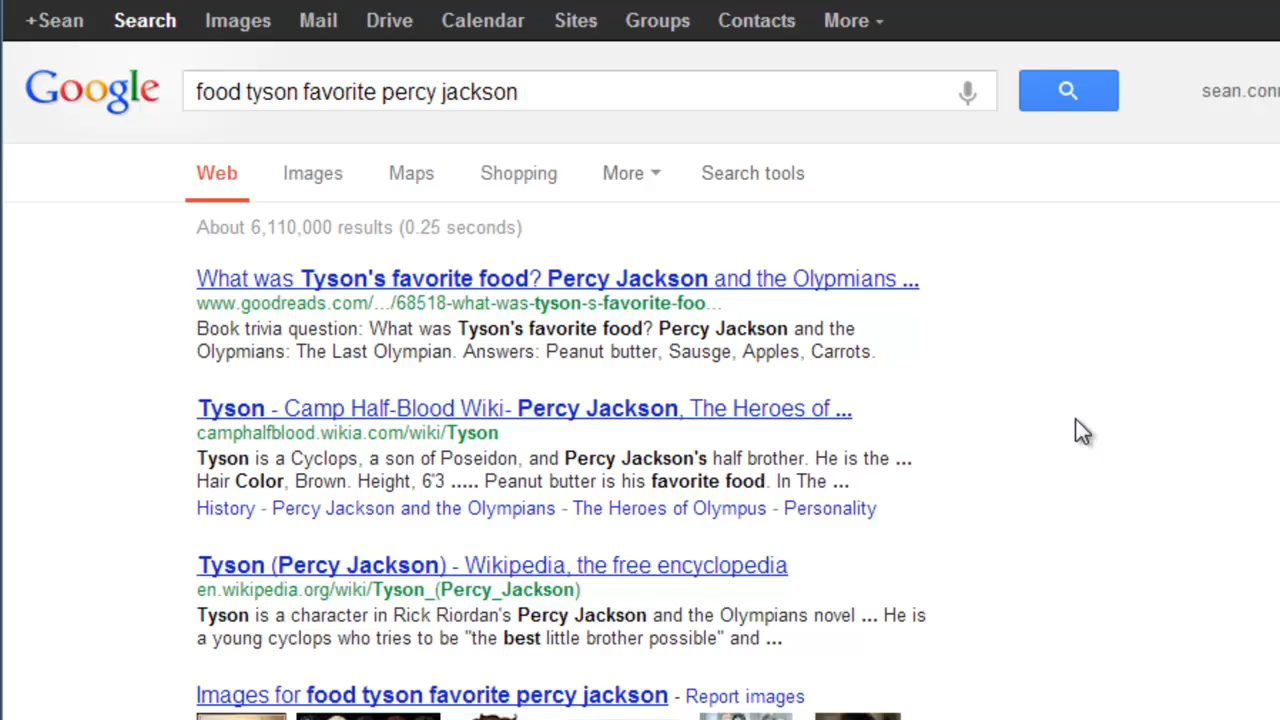 +Sean Search Images Mail Drive Calendar Sites Groups Contacts More
Google food tyson favorite percy jackson sean.conn
Web Images Maps Shopping More Search tools
About 6,110,000 results (0.25 seconds)
What was Tyson's favorite food? Percy Jackson and the Olypmians ...
www.goodreads.com/.../68518-what-was-tyson-s-favorite-foo...
Book trivia question: What was Tyson's favorite food? Percy Jackson and the
Olypmians: The Last Olympian. Answers: Peanut butter, Sausge, Apples, Carrots.
Tyson - Camp Half-Blood Wiki- Percy Jackson, The Heroes of ...
camphalfblood.wikia.com/wiki/Tyson
Tyson is a Cyclops, a son of Poseidon, and Percy Jackson's half brother. He is the ...
Hair Color, Brown. Height, 6'3 ..... Peanut butter is his favorite food. In The ...
History - Percy Jackson and the Olympians - The Heroes of Olympus - Personality
Tyson (Percy Jackson) - Wikipedia, the free encyclopedia
en.wikipedia.org/wiki/Tyson_(Percy_Jackson)
Tyson is a character in Rick Riordan's Percy Jackson and the Olympians novel ... He is
a young cyclops who tries to be "the best little brother possible" and ...
Images for food tyson favorite percy jackson - Report images